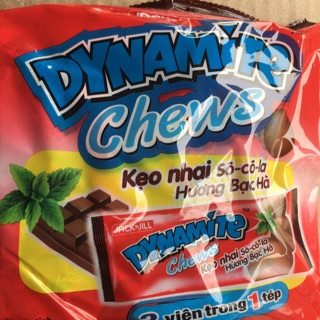 DYNAMITE
Chews
Kẹo nhai Sô-cô-la
Hương Bạc Hà
JACK 'n JILL
DYNAMITE
Chews
Kẹo nhai Sô-cô-la
Hương Bạc Hà
viên trong 1 tép